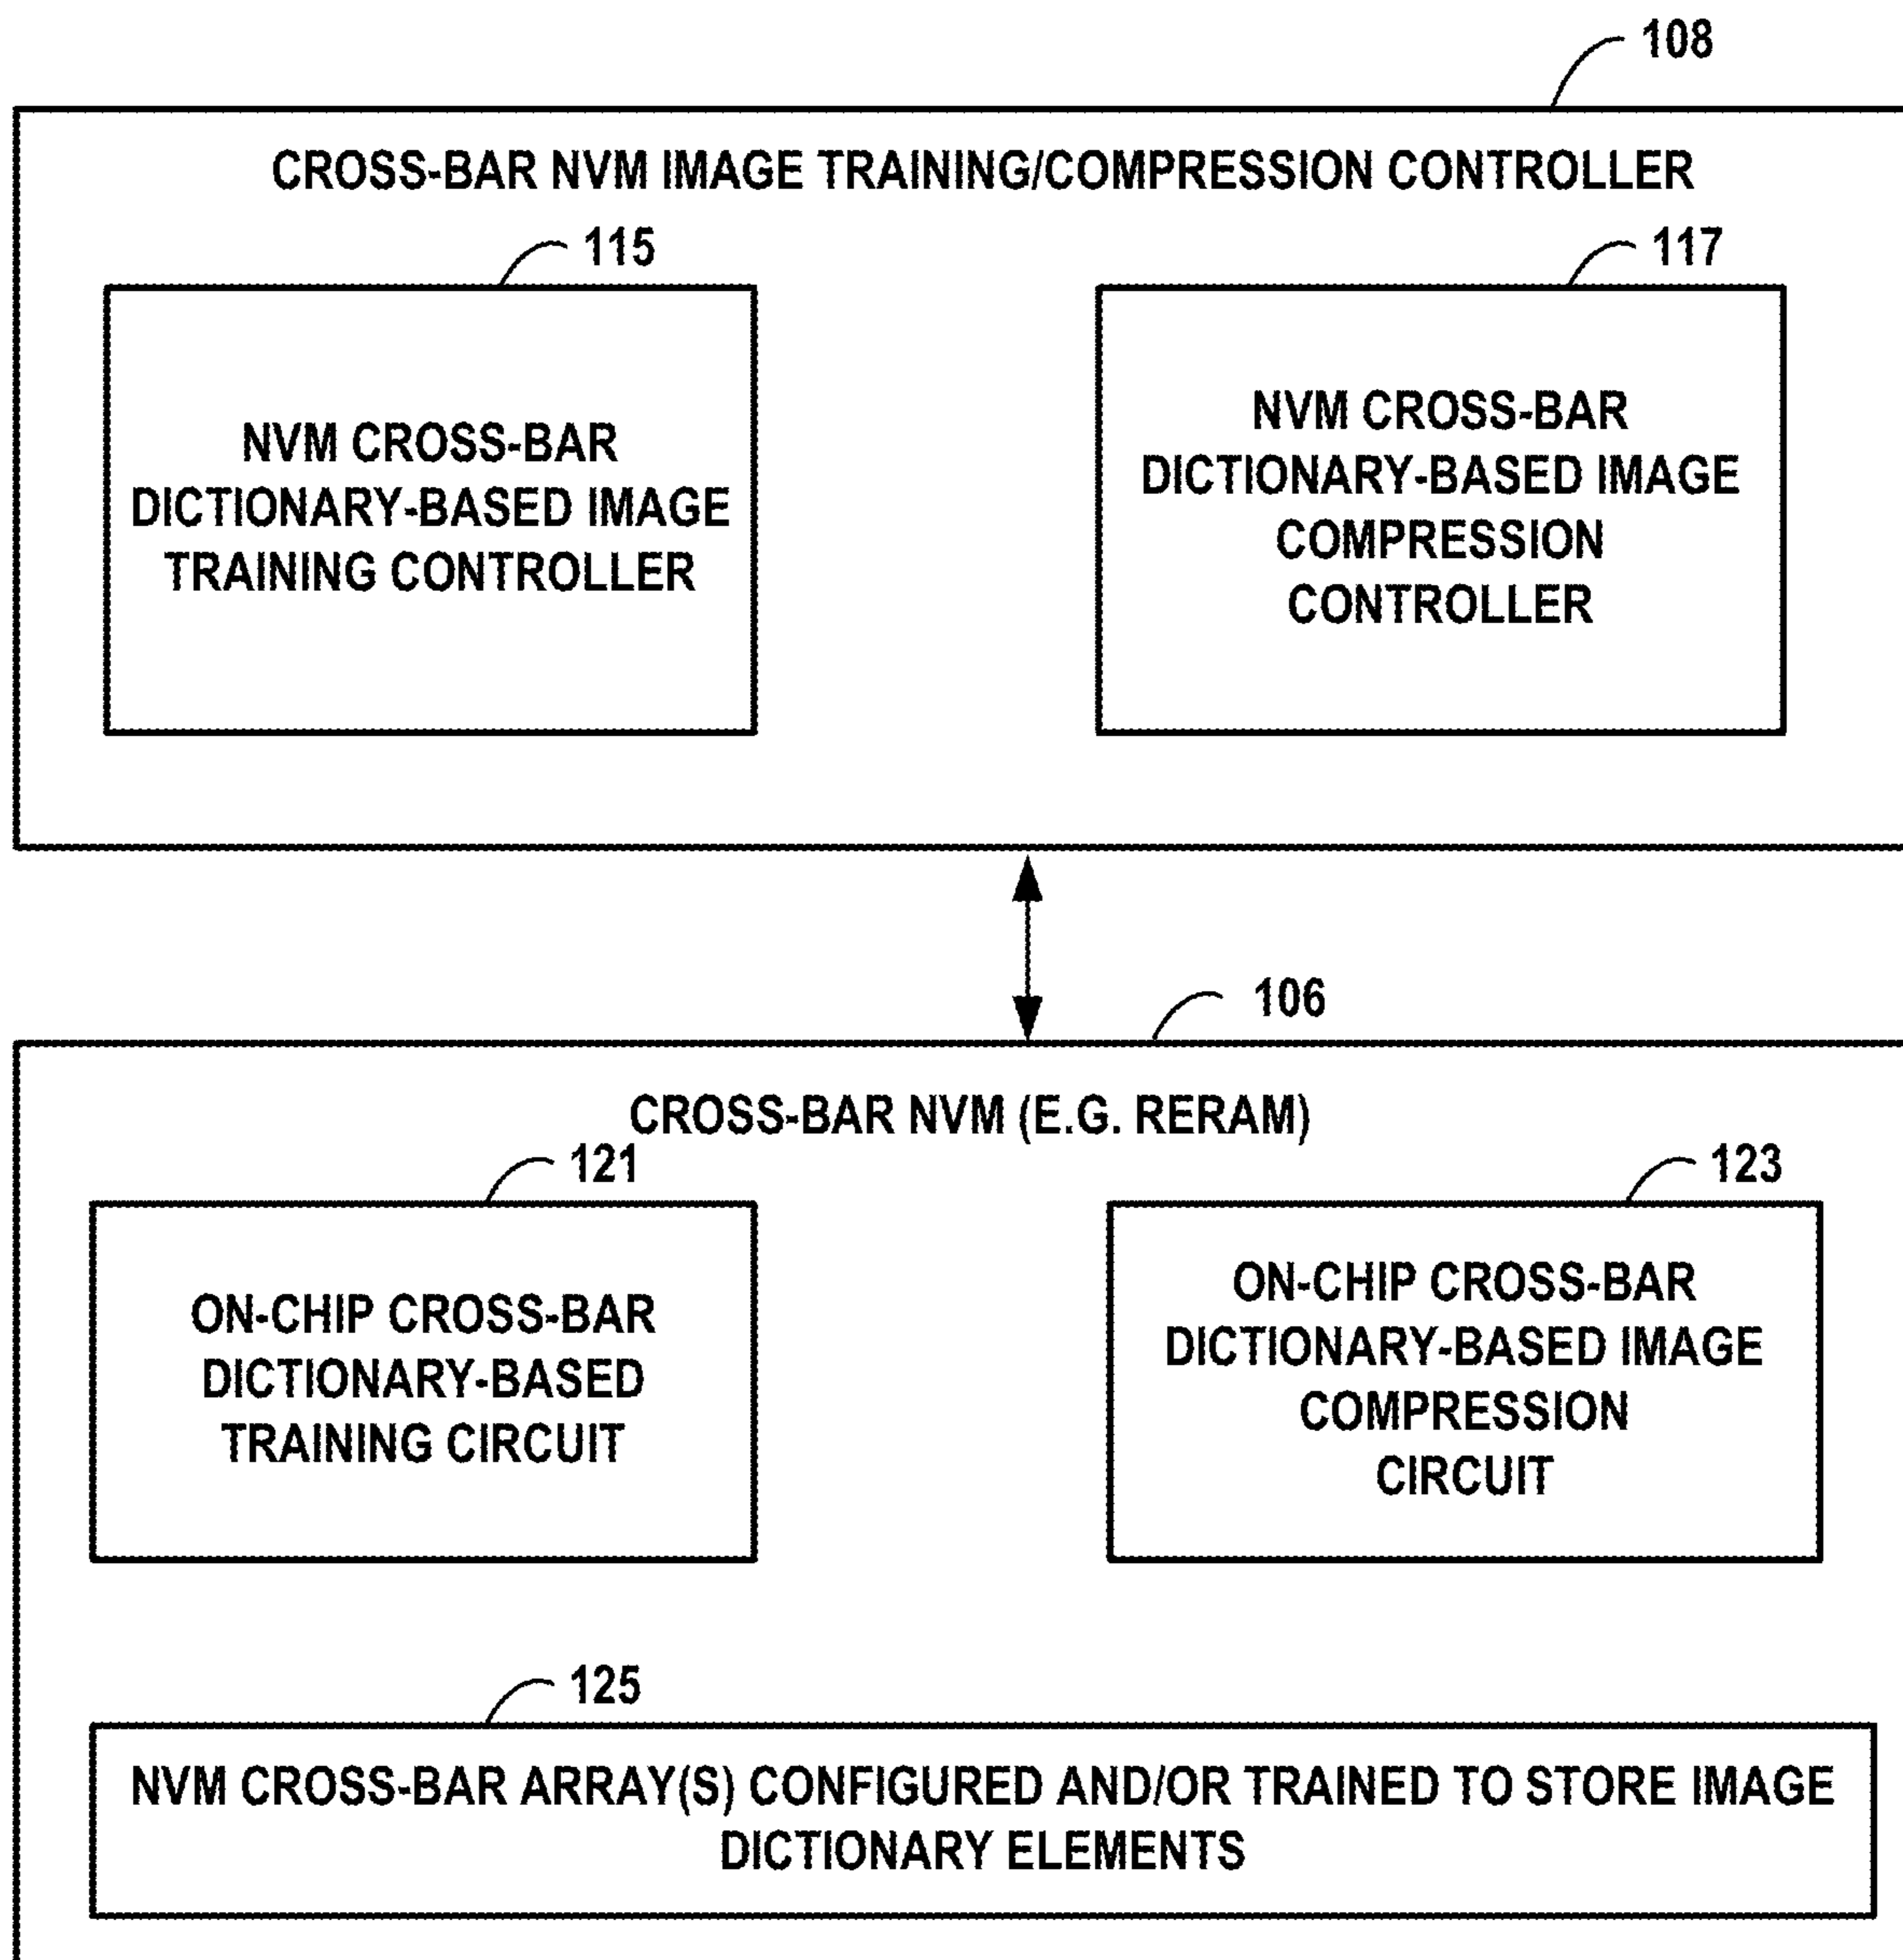 108
CROSS-BAR NVM IMAGE TRAINING/COMPRESSION CONTROLLER
115
NVM CROSS-BAR
DICTIONARY-BASED IMAGE
TRAINING CONTROLLER
117
NVM CROSS-BAR
DICTIONARY-BASED IMAGE
COMPRESSION
CONTROLLER
106
CROSS-BAR NVM (E.G. RERAM)
121
ON-CHIP CROSS-BAR
DICTIONARY-BASED
TRAINING CIRCUIT
123
ON-CHIP CROSS-BAR
DICTIONARY-BASED IMAGE
COMPRESSION
CIRCUIT
125
NVM CROSS-BAR ARRAY(S) CONFIGURED AND/OR TRAINED TO STORE IMAGE
DICTIONARY ELEMENTS